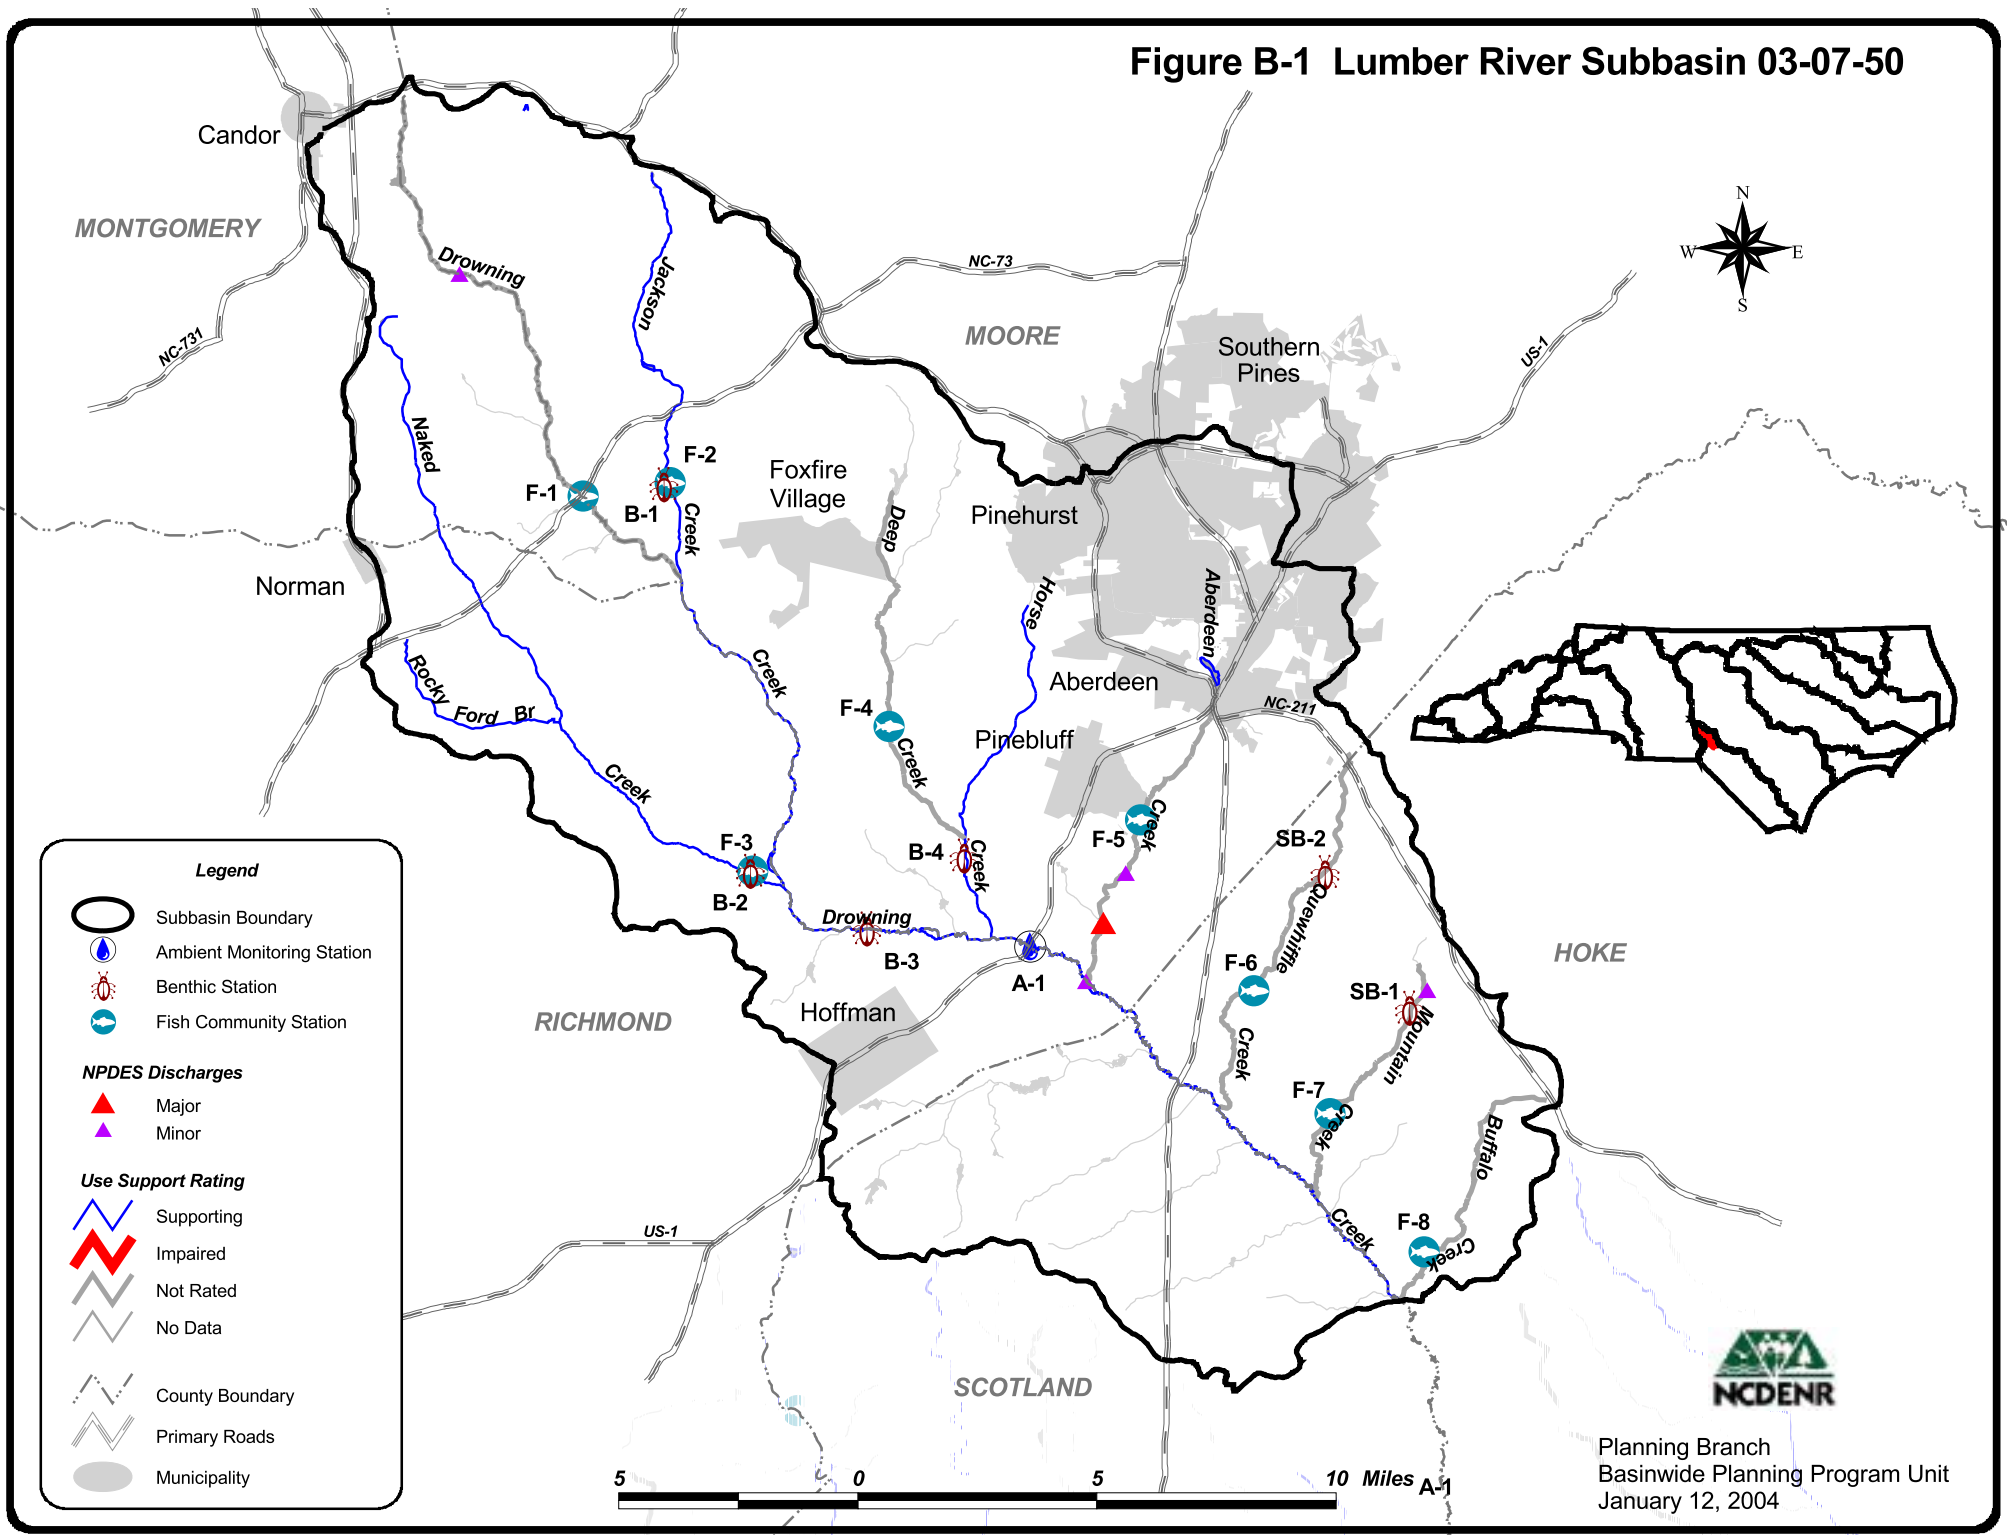 Figure B-1 Lumber River Subbasin 03-07-50
Candor
MONTGOMERY
N
W
E
S
Drowning
Jackson
NC-73
MOORE
NC-731
Southern
Pines
US-1
Naked
F-2
F-1
B-1
Creek
Foxfire
Village
Deep
Pinehurst
Norman
Horse
Aberdeen
Rocky
Ford Br
Creek
Aberdeen
NC-211
F-4
Pinebluff
Creek
Creek
Creek
F-3
B-2
B-4
Creek
F-5
SB-2
Quewhiffle
Drowning
B-3
A-1
F-6
SB-1
HOKE
Hoffman
RICHMOND
Creek
Mountain
F-7
Creek
Buffalo
Creek
F-8
Creek
US-1
SCOTLAND
Legend
Subbasin Boundary
Ambient Monitoring Station
Benthic Station
Fish Community Station
NPDES Discharges
Major
Minor
Use Support Rating
Supporting
Impaired
Not Rated
No Data
County Boundary
Primary Roads
Municipality
5 0 5 10 Miles
A-1
NCDENR
Planning Branch
Basinwide Planning Program Unit
January 12, 2004